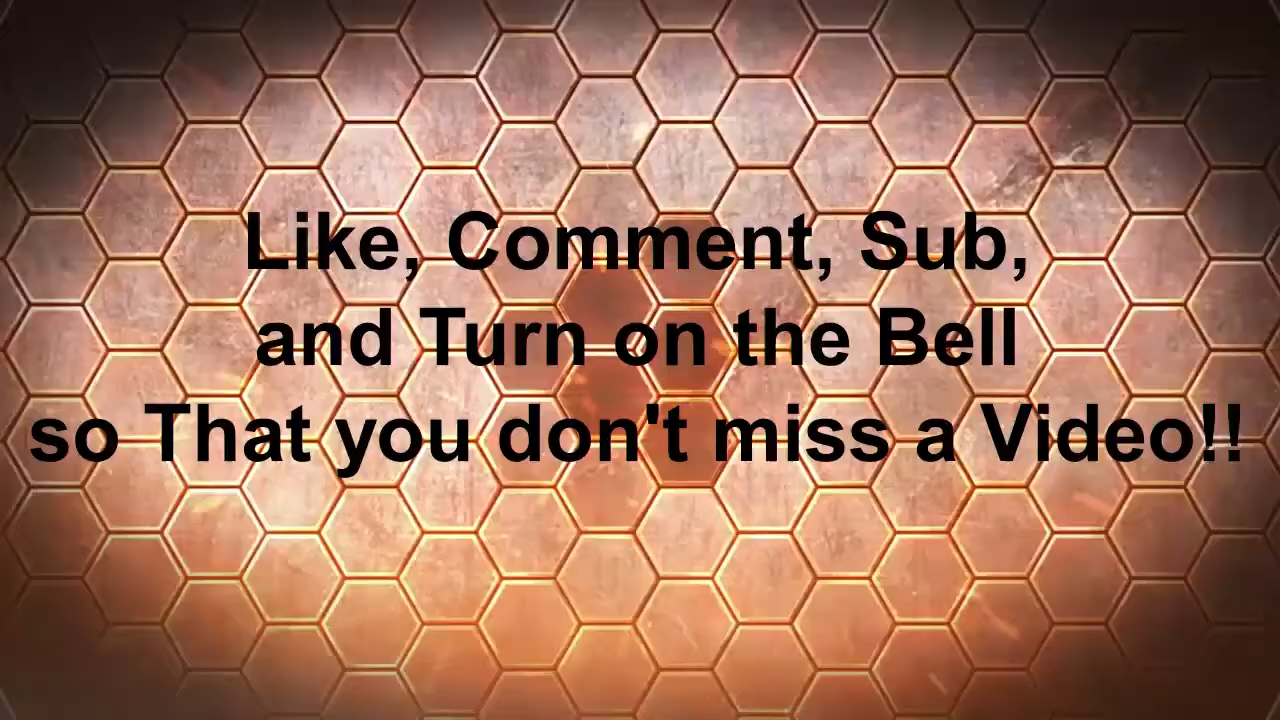 Like, Comment, Sub,
and Turn on the Bell
so That you don't miss a Video!!